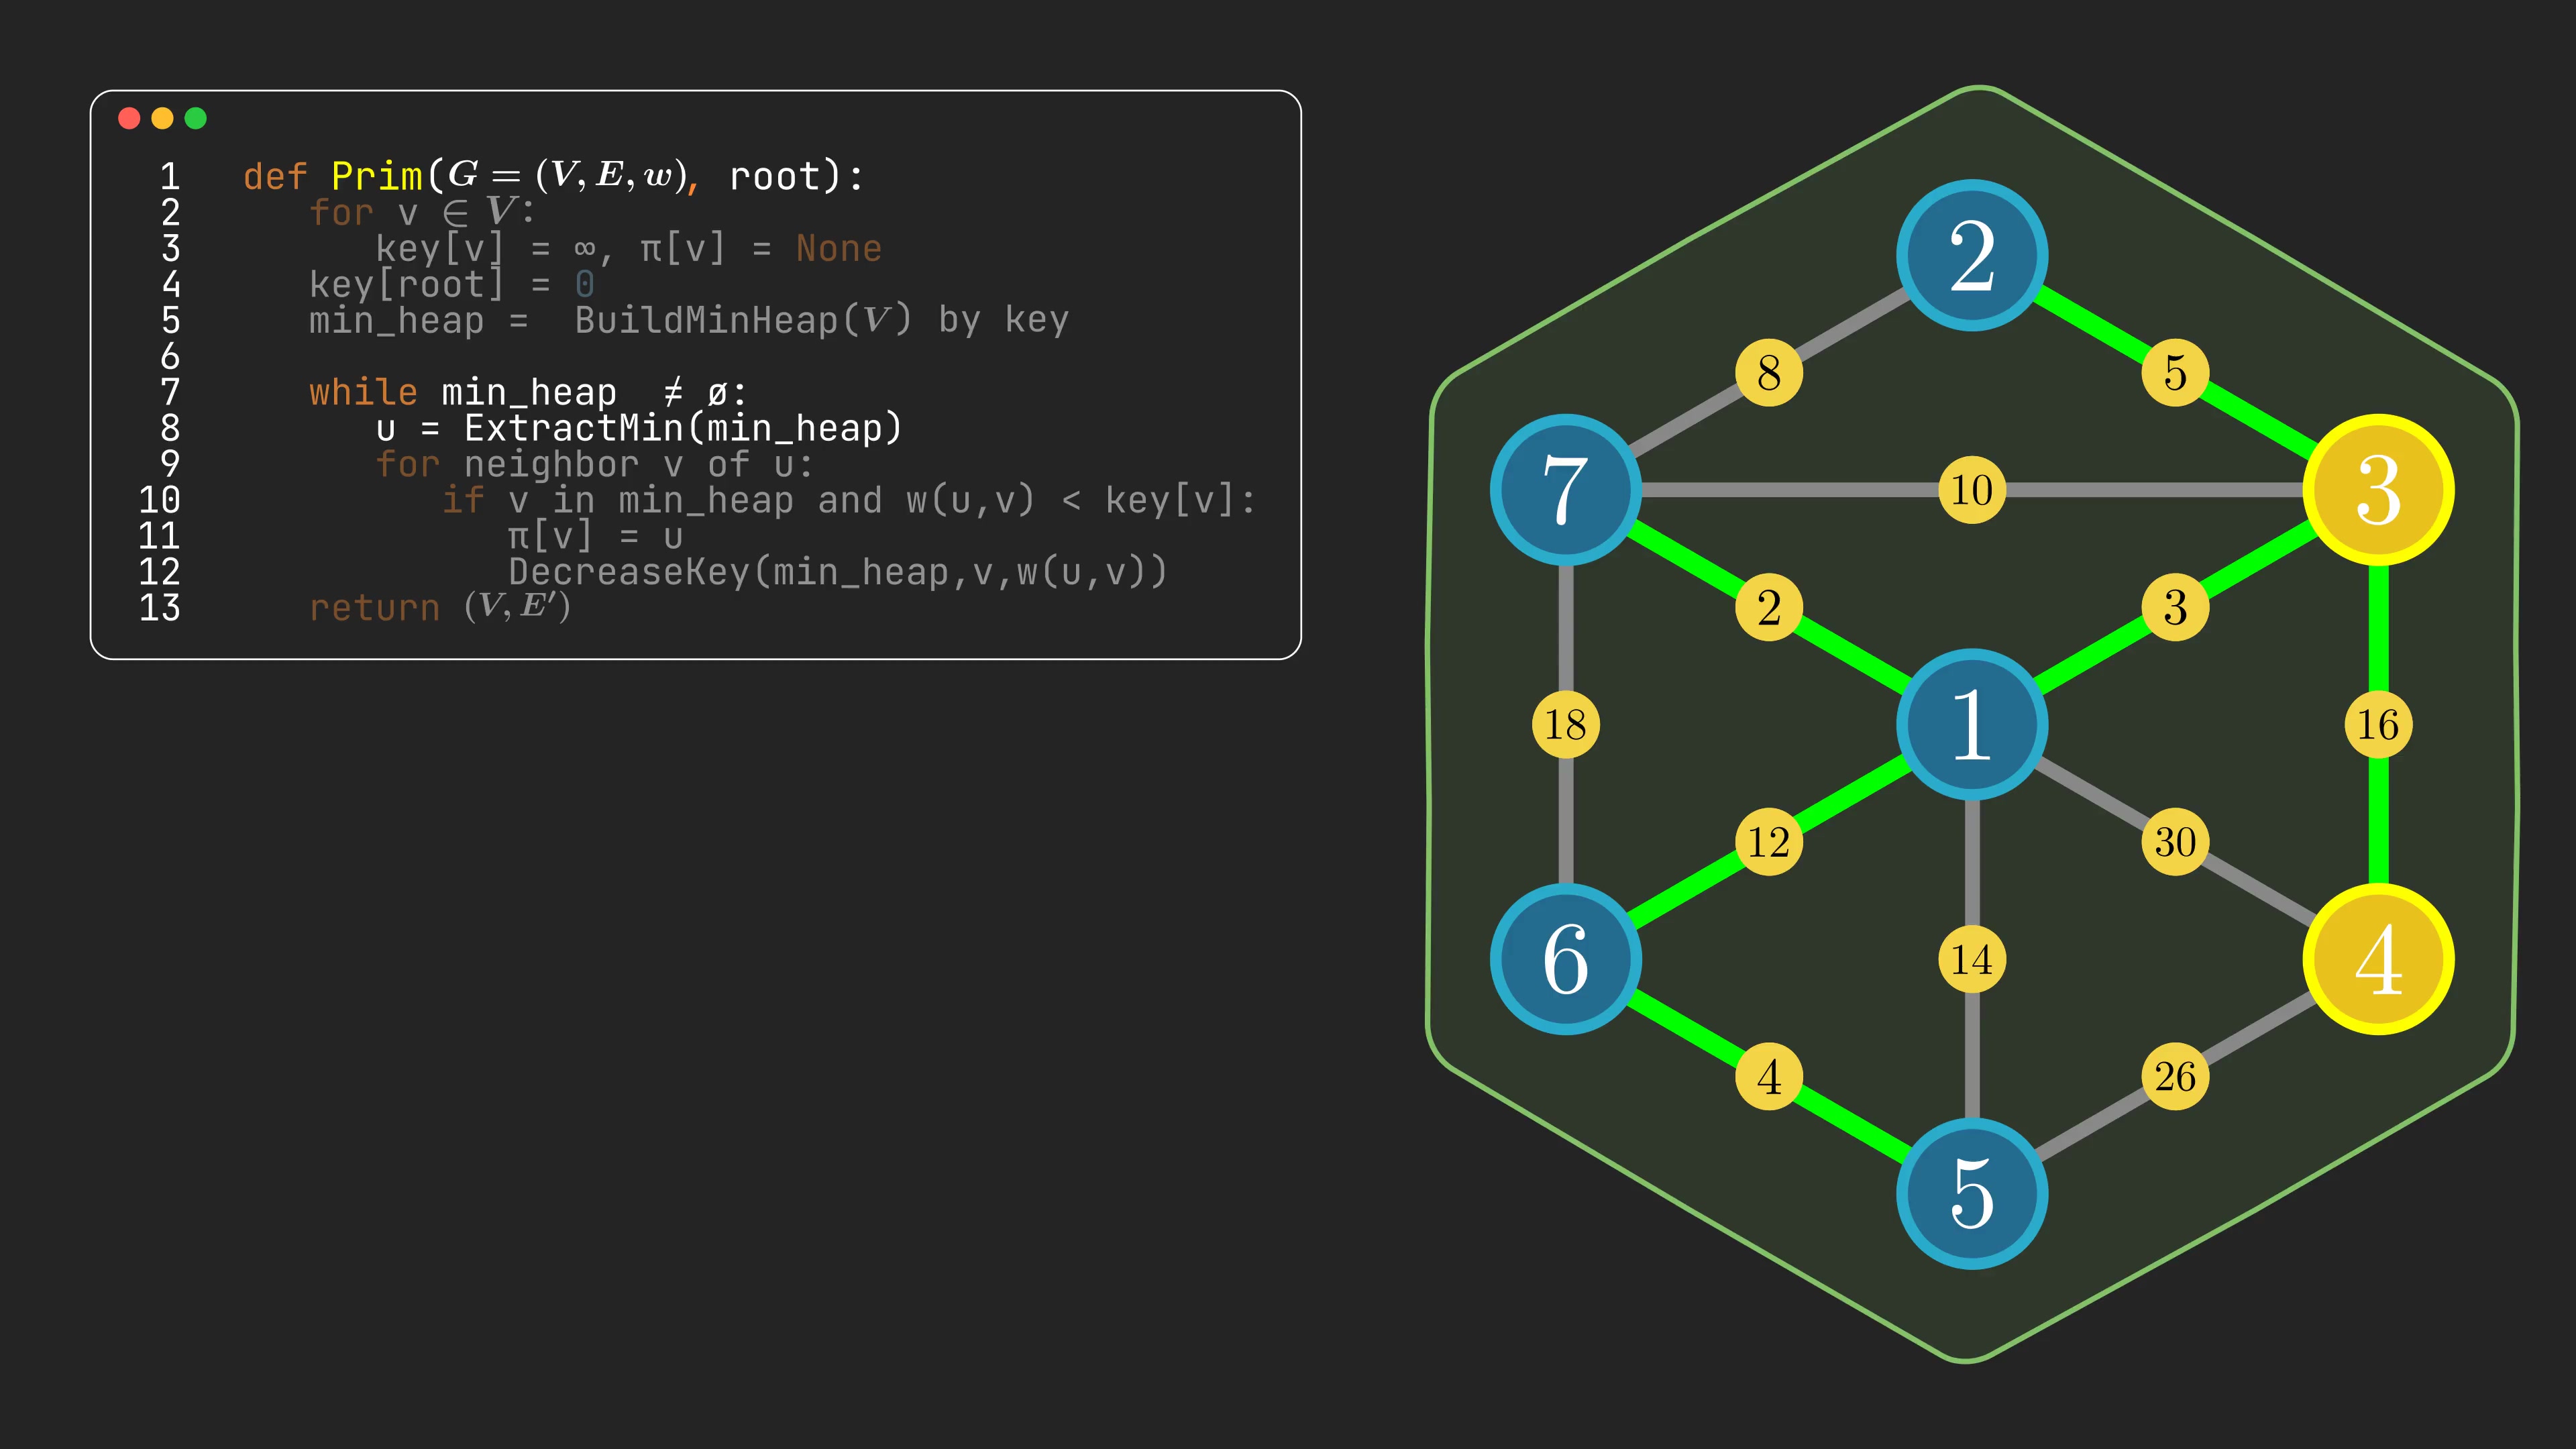 1 def Prim(G = (V, E, w), root):
2 for v ∈ V:
3 key[v] = ∞, π[v] = None
4 key[root] = 0
5 min_heap = BuildMinHeap(V) by key
6
7 while min_heap ≠ ø:
8 u = ExtractMin(min_heap)
9 for neighbor v of u:
10 if v in min_heap and w(u,v) < key[v]:
11 π[v] = u
12 DecreaseKey(min_heap,v,w(u,v))
13 return (V, E′)
2
8 5
7 10 3
2 3
18 1 16
12 30
6 14 4
4 26
5